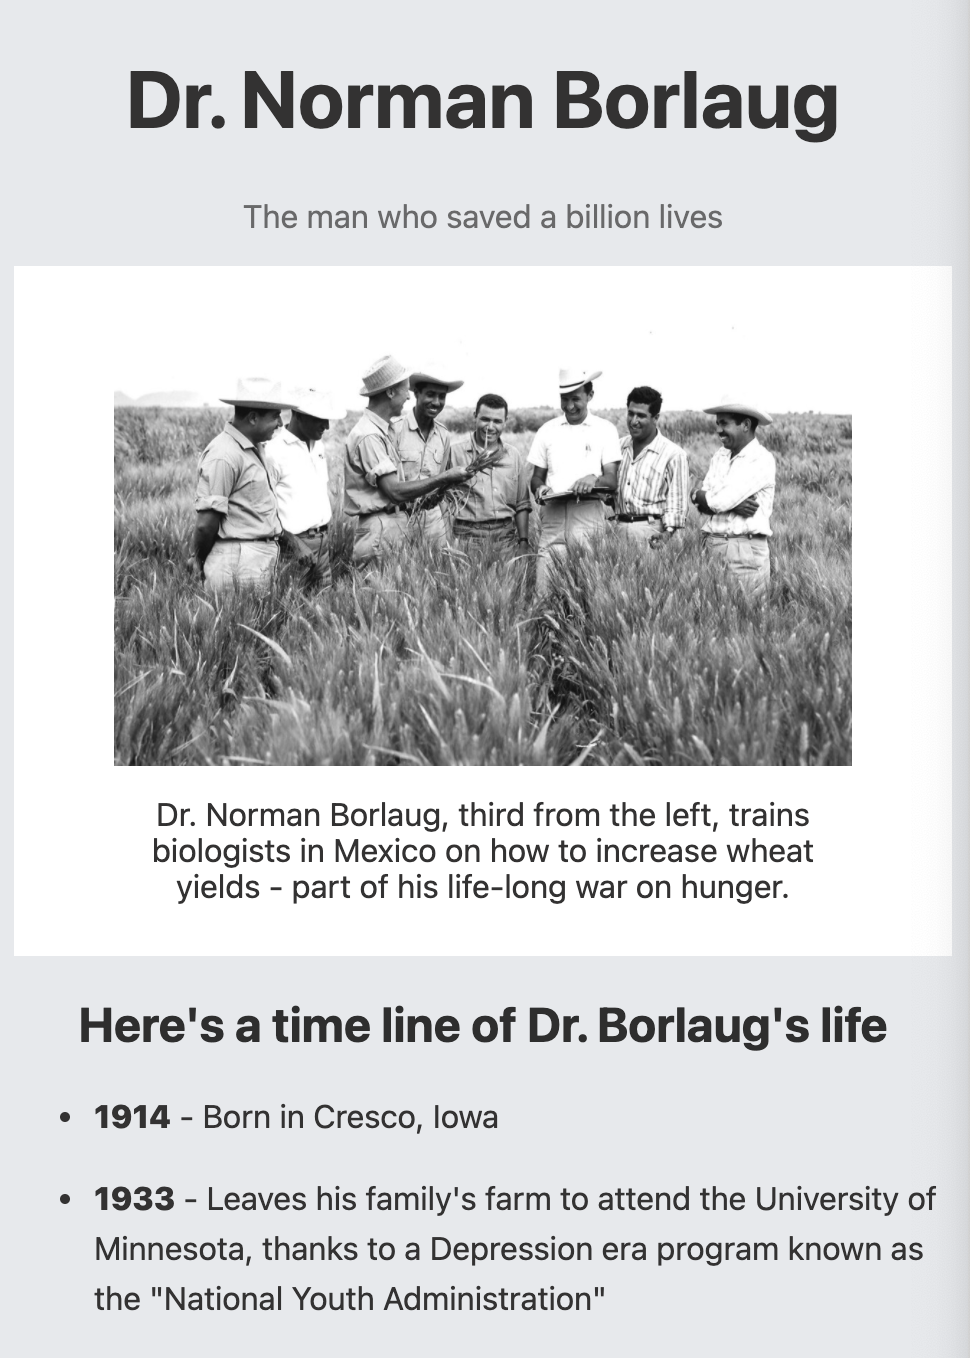 Dr. Norman Borlaug
The man who saved a billion lives
Dr. Norman Borlaug, third from the left, trains
biologists in Mexico on how to increase wheat
yields - part of his life-long war on hunger.
Here's a time line of Dr. Borlaug's life
• 1914 - Born in Cresco, Iowa
• 1933 - Leaves his family's farm to attend the University of
Minnesota, thanks to a Depression era program known as
the "National Youth Administration"